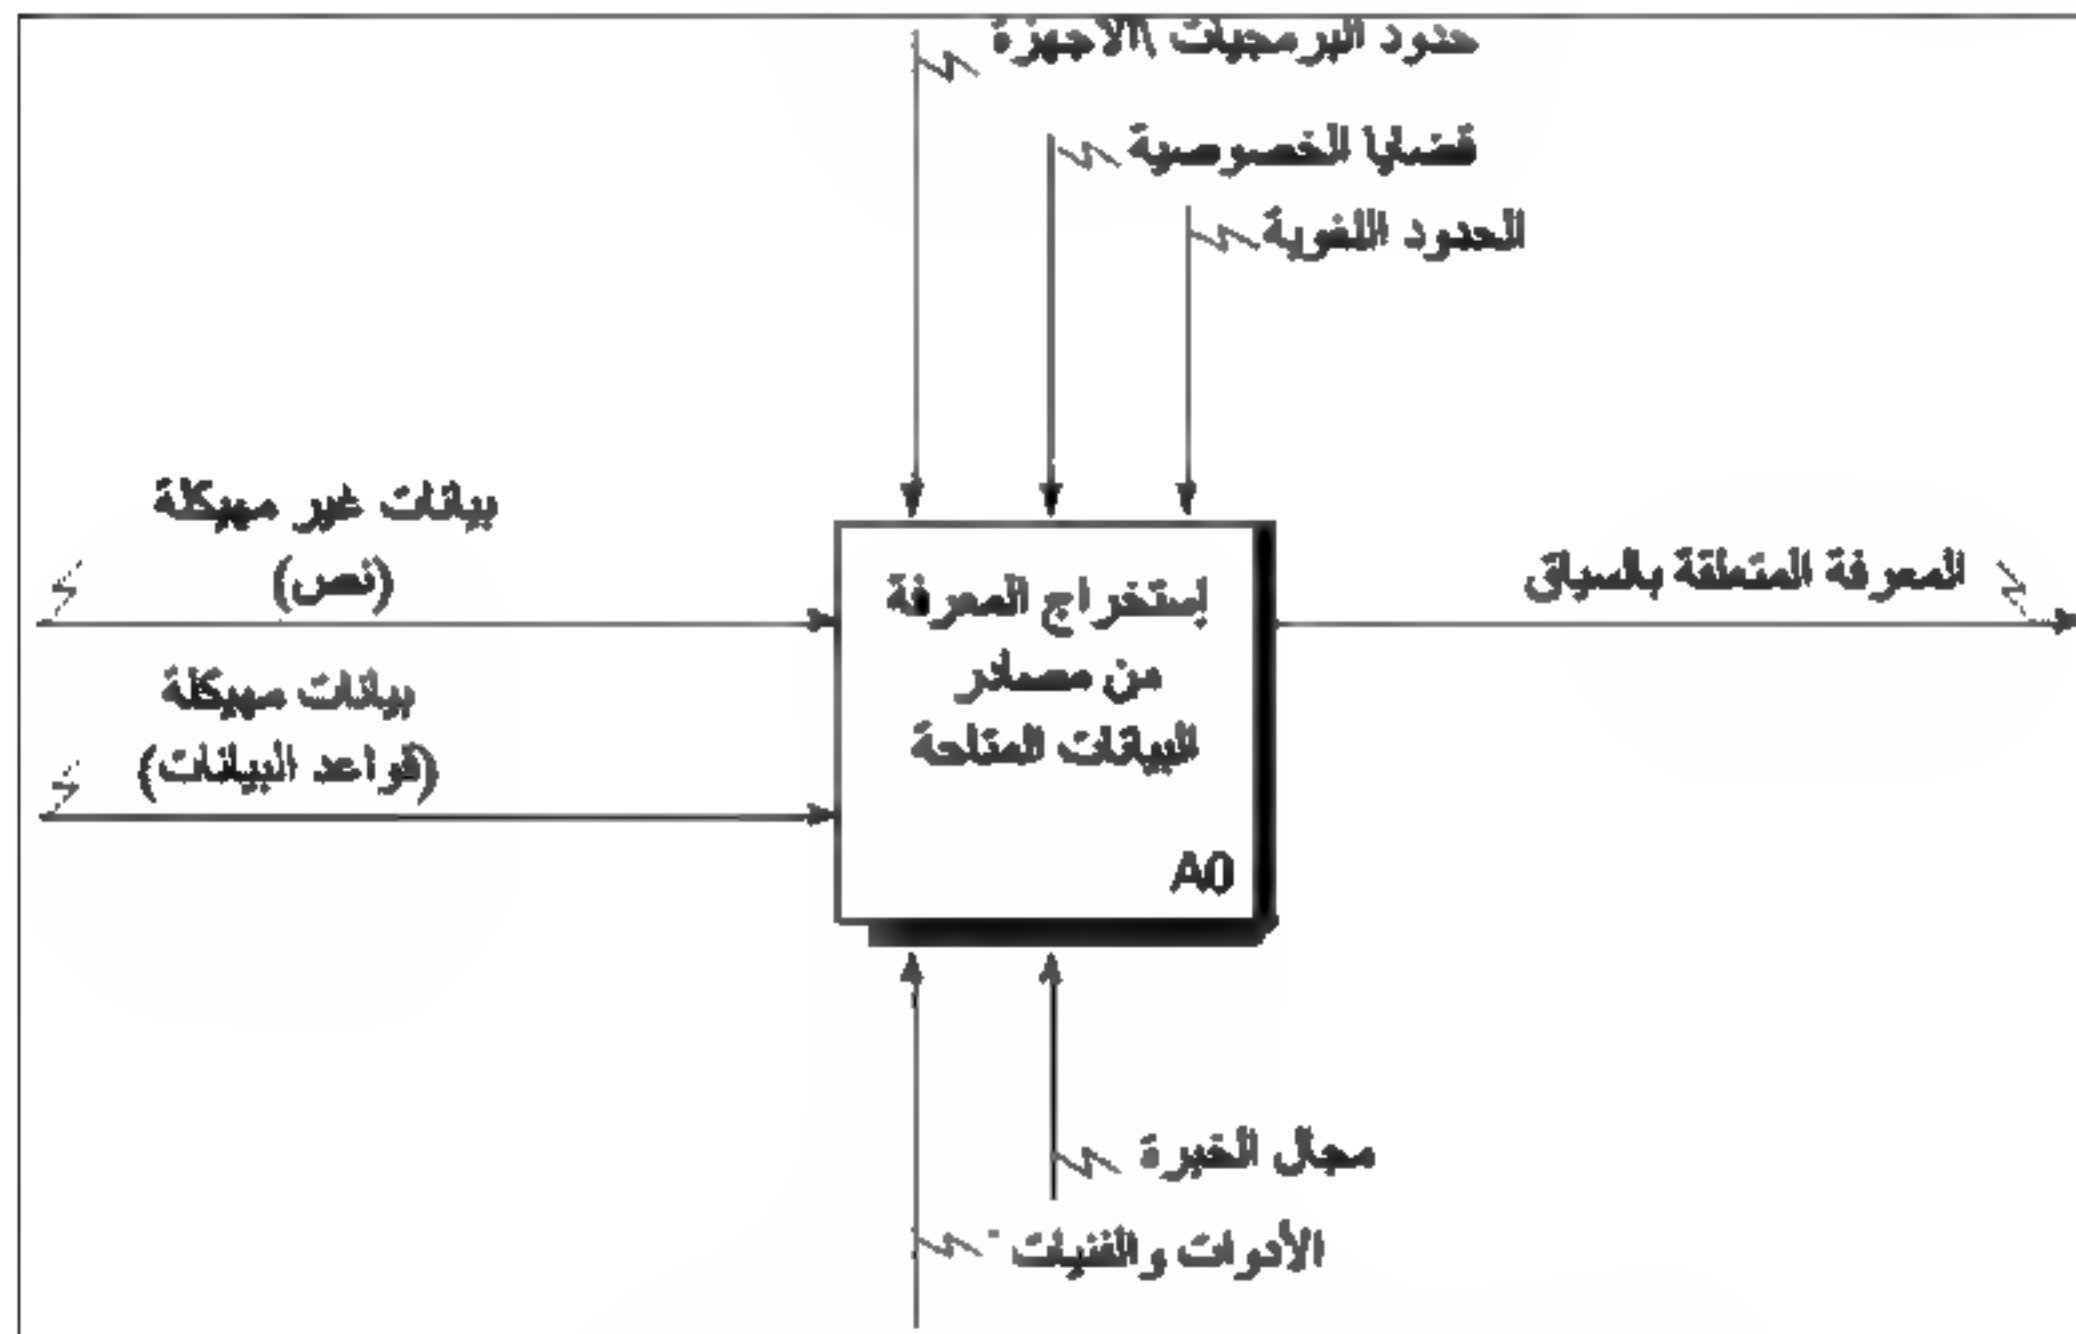 حدود البرمجيات \الاجهزة
قضايا الخصوصية
الحدود اللغوية
بيانات غير مهيكلة
(نص)
بيانات مهيكلة
(قواعد البيانات)
إستخراج المعرفة
من مصادر
البيانات المتاحة
A0
المعرفة المتعلقة بالسياق
مجال الخبرة
الأدوات والفنيات